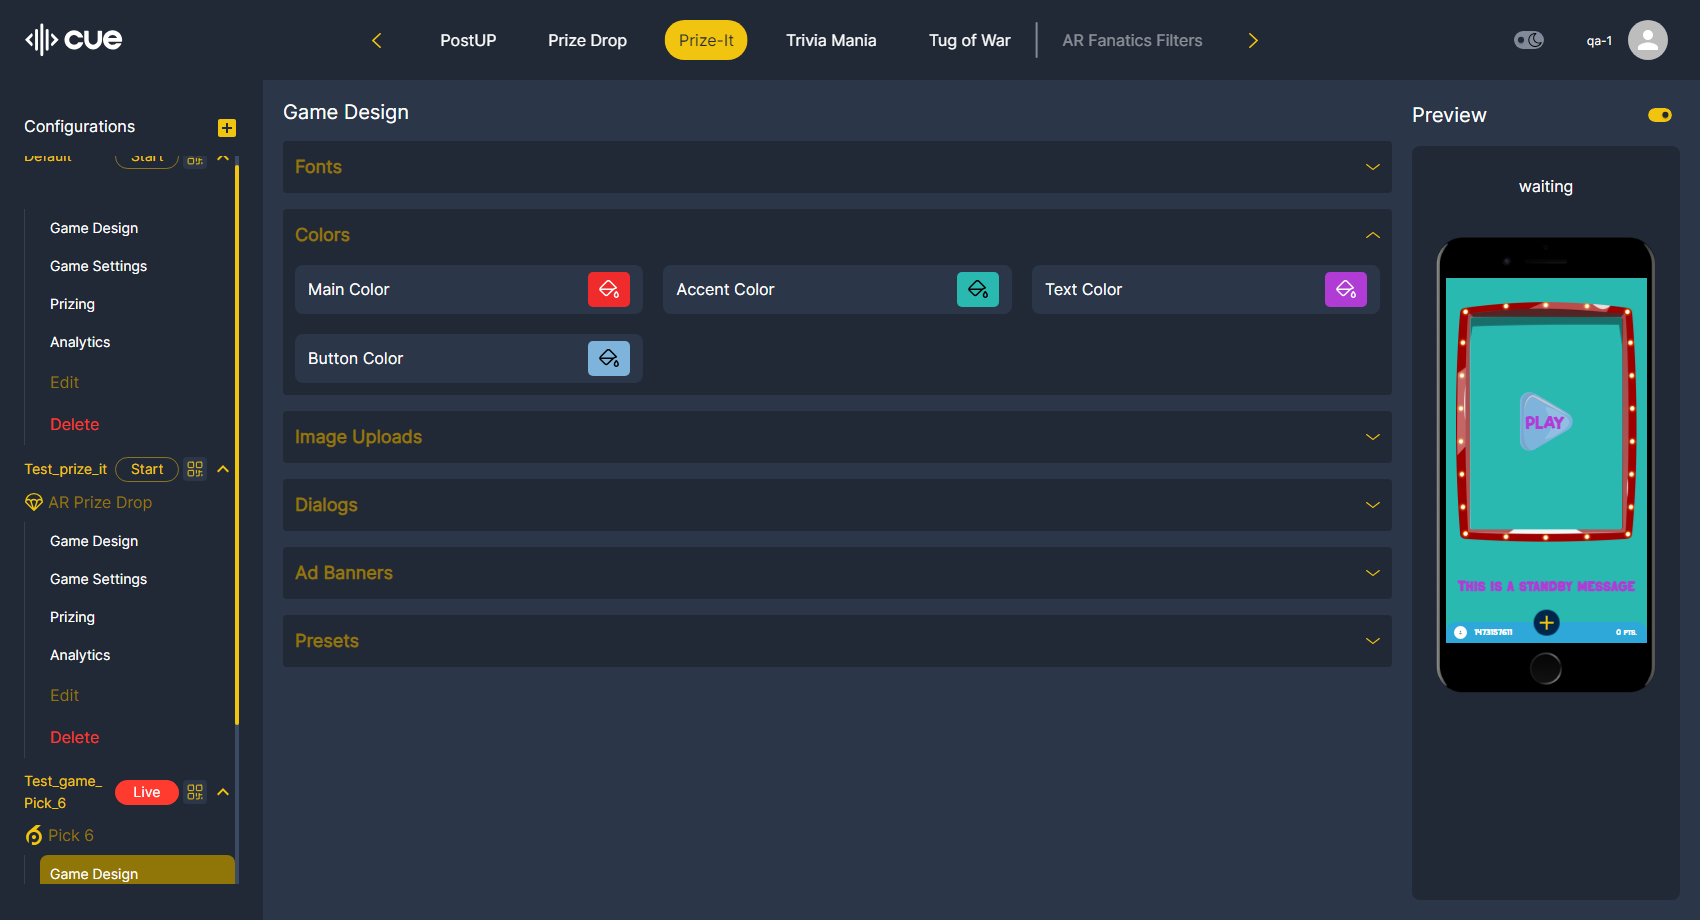 cue
PostUP
Prize Drop
Prize-It
Trivia Mania
Tug of War
AR Fanatics Filters
qa-1
Configurations
Default
Start
Game Design
Game Settings
Prizing
Analytics
Edit
Delete
Test_prize_it
Start
AR Prize Drop
Game Design
Game Settings
Prizing
Analytics
Edit
Delete
Test_game_
Pick_6
Live
Pick 6
Game Design
Game Design
Fonts
Colors
Main Color
Accent Color
Text Color
Button Color
Image Uploads
Dialogs
Ad Banners
Presets
Preview
waiting
PLAY
THIS IS A STANDBY MESSAGE
1473157611
0 PTS.